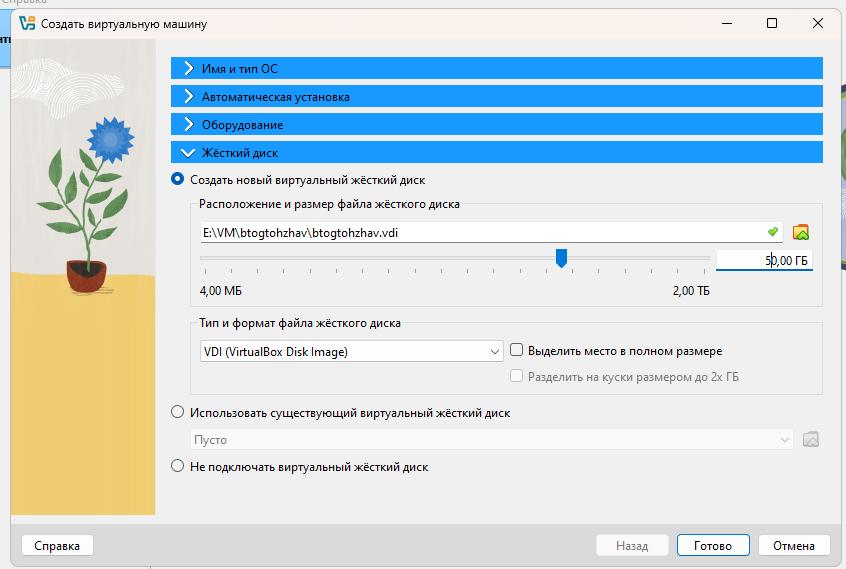 Справка
Создать виртуальную машину
Имя и тип ОС
Автоматическая установка
Оборудование
Жёсткий диск
Создать новый виртуальный жёсткий диск
Расположение и размер файла жёсткого диска
E:\VM\btogtohzhav\btogtohzhav.vdi
50,00 ГБ
4,00 МБ
2,00 ТБ
Тип и формат файла жёсткого диска
VDI (VirtualBox Disk Image)
Выделить место в полном размере
Разделить на куски размером до 2х ГБ
Использовать существующий виртуальный жёсткий диск
Пусто
Не подключать виртуальный жёсткий диск
Справка
Назад
Готово
Отмена